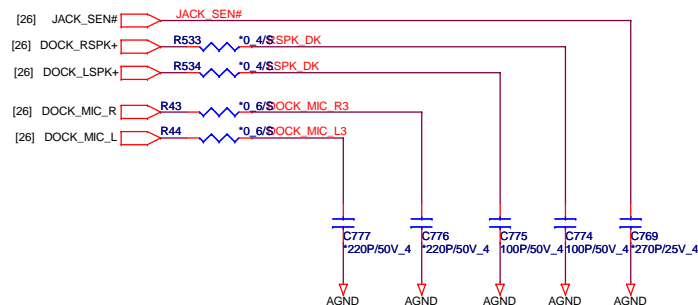 [26] JACK_SEN# JACK_SEN#
[26] DOCK_RSPK+ R533 *0_4/S RSPK_DK
[26] DOCK_LSPK+ R534 *0_4/S LSPK_DK
[26] DOCK_MIC_R R43 *0_6/S DOCK_MIC_R3
[26] DOCK_MIC_L R44 *0_6/S DOCK_MIC_L3
C777 C776 C775 C774 C769
*220P/50V_4 *220P/50V_4 100P/50V_4 100P/50V_4 *270P/25V_4
AGND AGND AGND AGND AGND